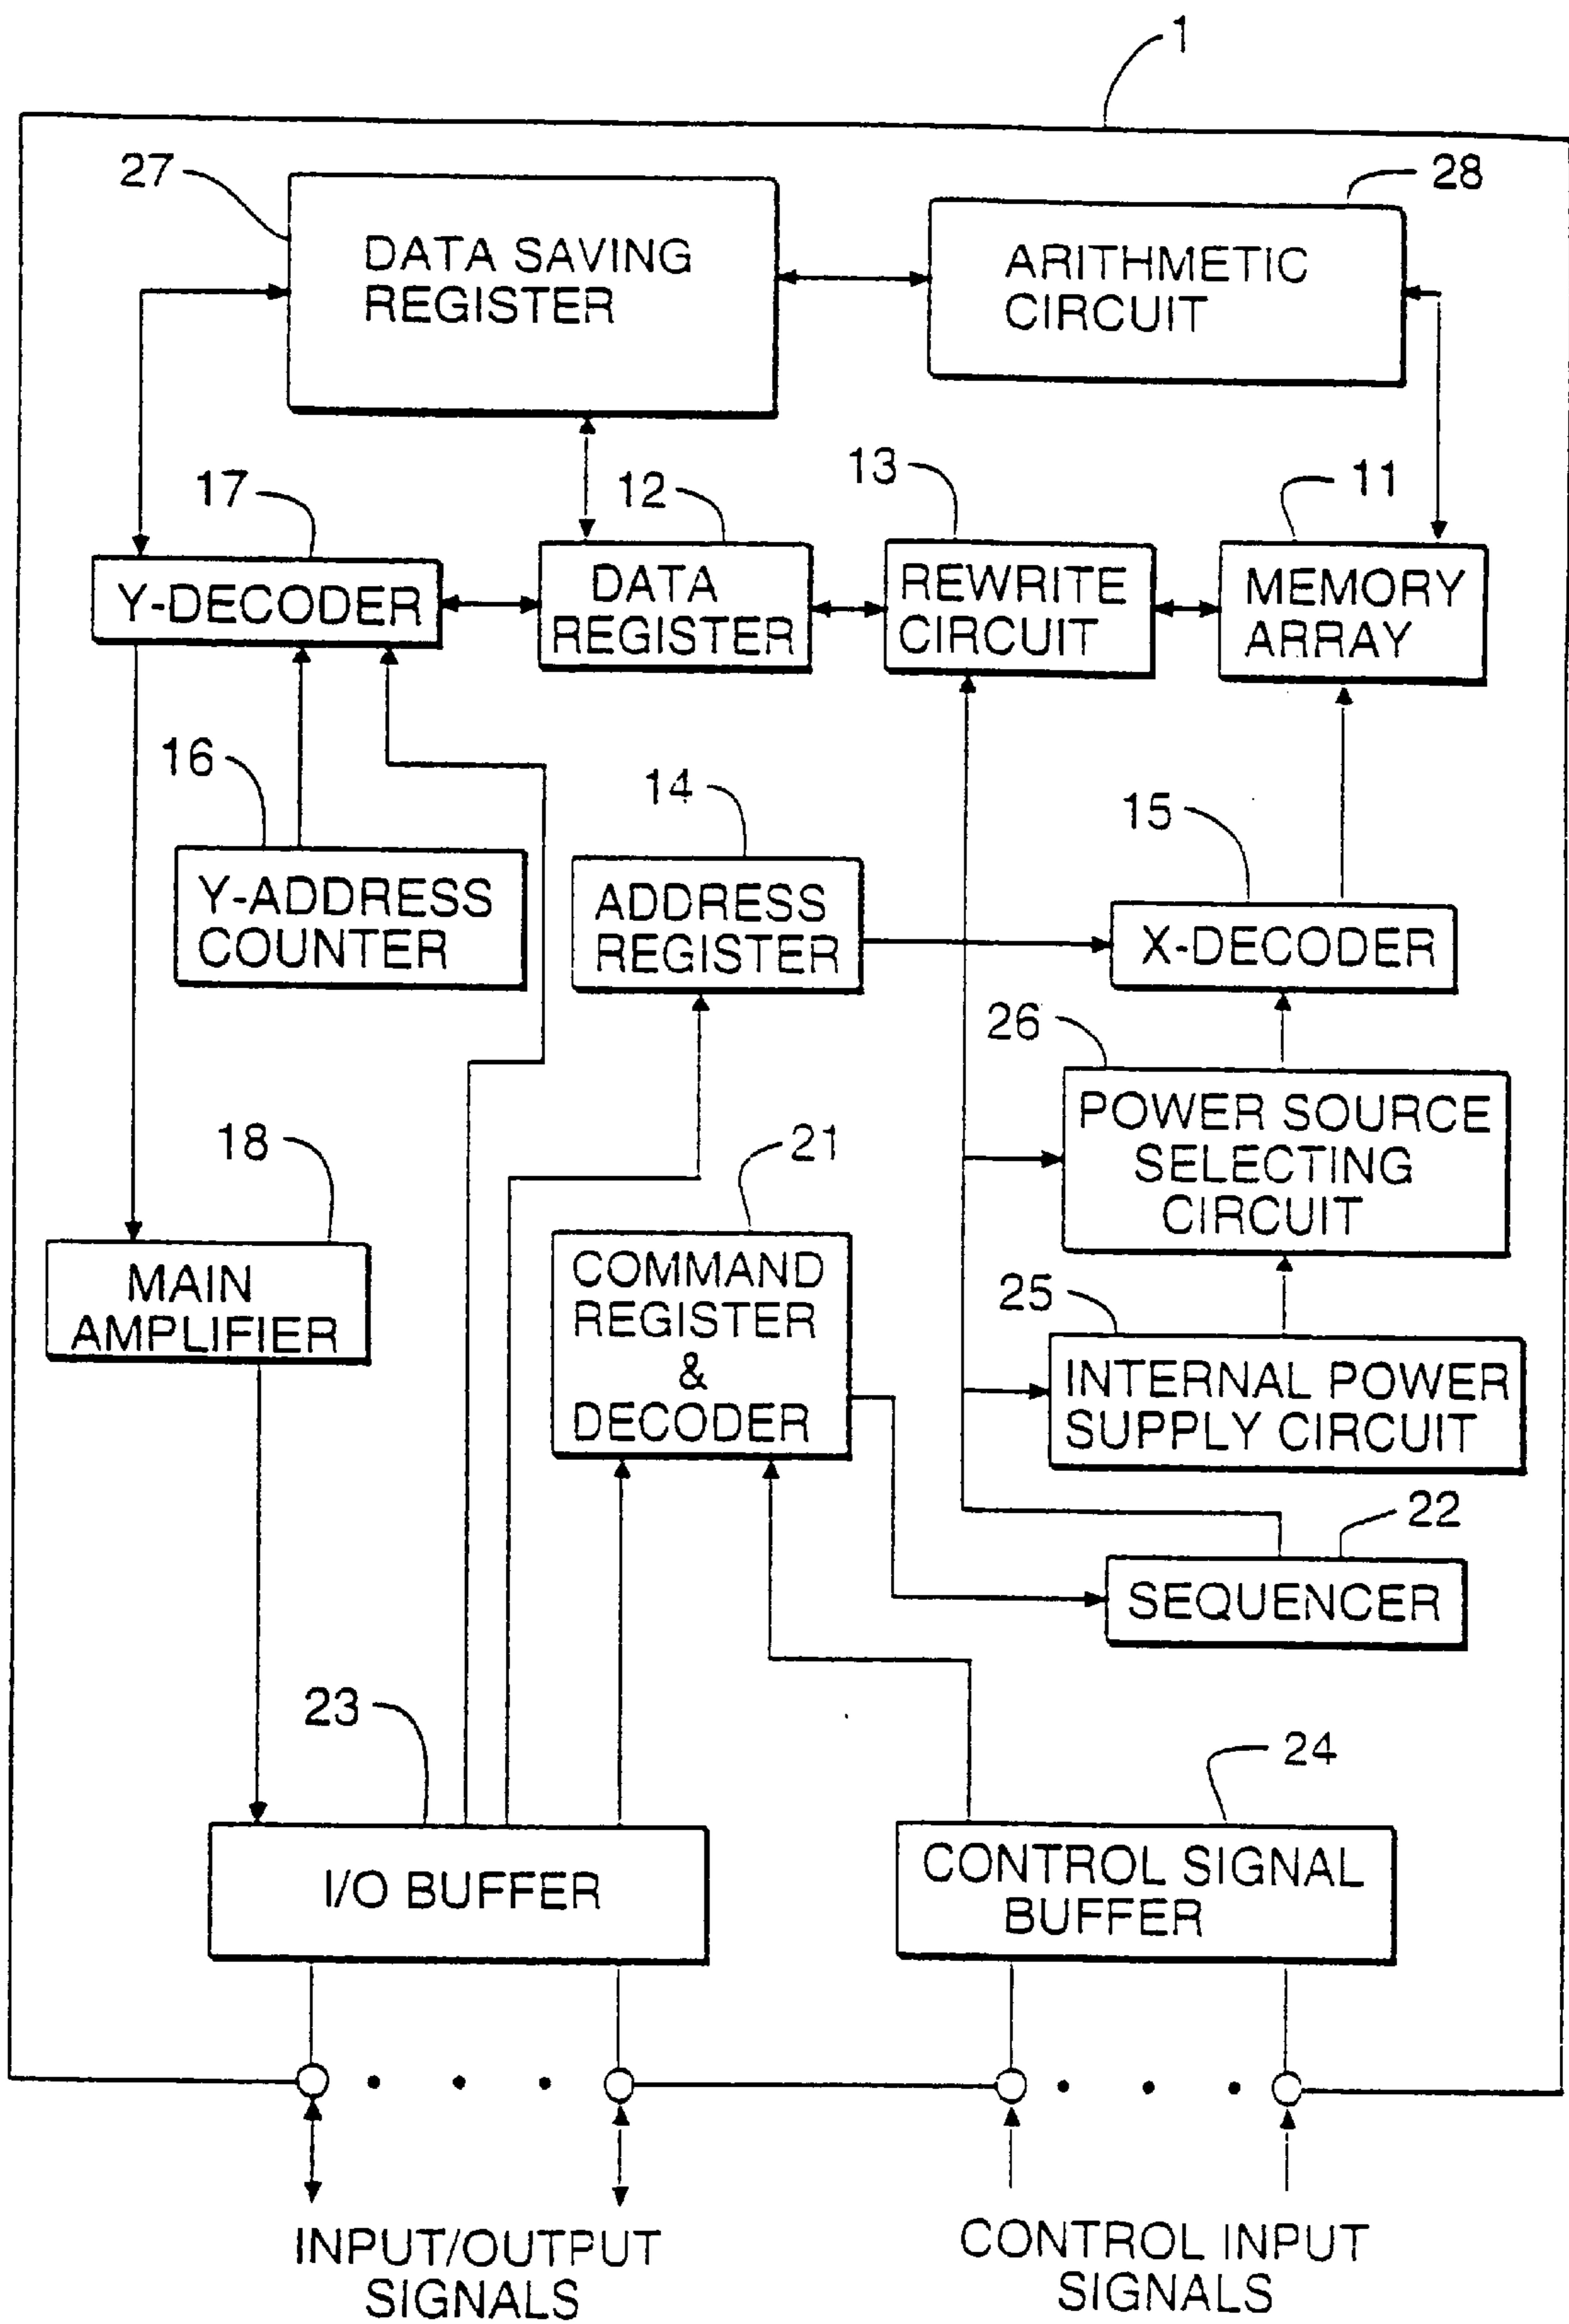 1
27
28
DATA SAVING
REGISTER
ARITHMETIC
CIRCUIT
17
12
13
11
Y-DECODER
DATA
REGISTER
REWRITE
CIRCUIT
MEMORY
ARRAY
16
14
15
Y-ADDRESS
COUNTER
ADDRESS
REGISTER
X-DECODER
26
POWER SOURCE
SELECTING
CIRCUIT
18
21
MAIN
AMPLIFIER
COMMAND
REGISTER
&
DECODER
25
INTERNAL POWER
SUPPLY CIRCUIT
22
SEQUENCER
23
24
I/O BUFFER
CONTROL SIGNAL
BUFFER
INPUT/OUTPUT
SIGNALS
CONTROL INPUT
SIGNALS